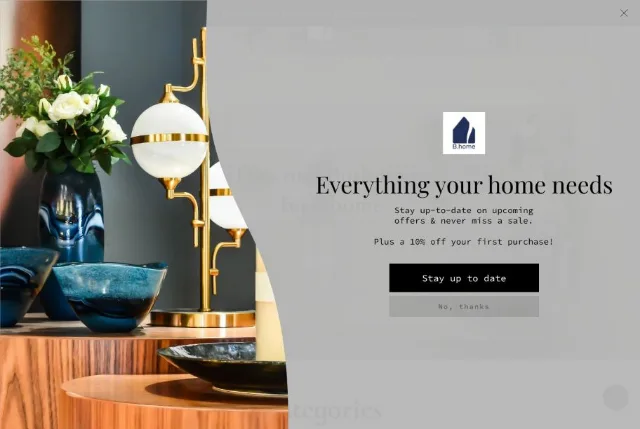 B.home
Everything your home needs
Stay up-to-date on upcoming
offers & never miss a sale.
Plus a 10% off your first purchase!
Stay up to date
No, thanks